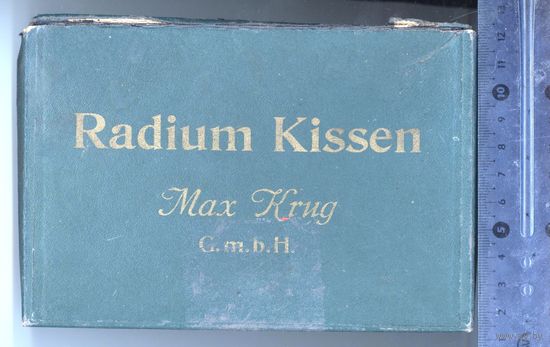 Radium Kissen
Max Krug
G.m.b.H.